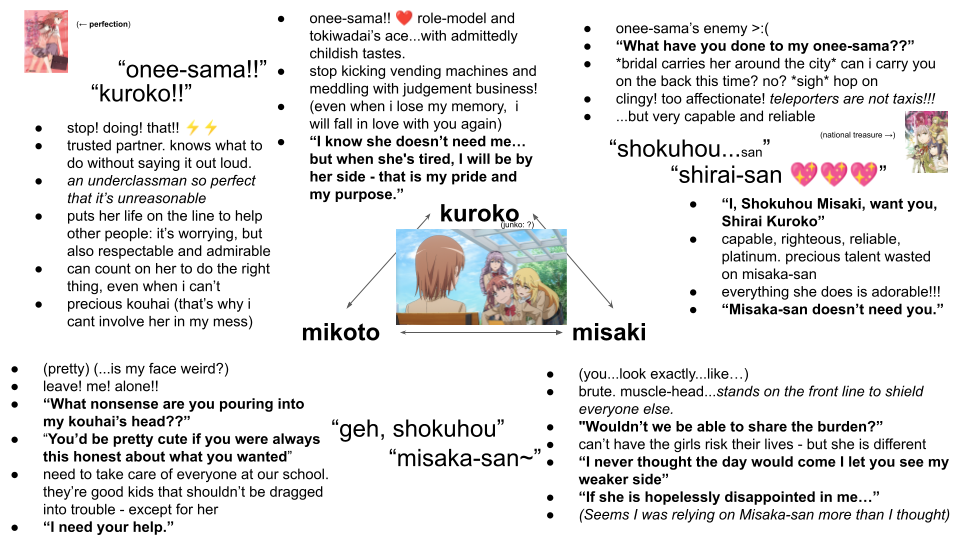 (← perfection)
“onee-sama!!”
“kuroko!!”
● stop! doing! that!! ⚡⚡
● trusted partner. knows what to
do without saying it out loud.
● an underclassman so perfect
that it’s unreasonable
● puts her life on the line to help
other people: it’s worrying, but
also respectable and admirable
● can count on her to do the right
thing, even when i can’t
● precious kouhai (that’s why i
cant involve her in my mess)
● onee-sama!! ❤️ role-model and
tokiwadai’s ace...with admittedly
childish tastes.
● stop kicking vending machines and
meddling with judgement business!
● (even when i lose my memory, i
will fall in love with you again)
● “I know she doesn’t need me…
but when she's tired, I will be by
her side - that is my pride and
my purpose.”
● onee-sama’s enemy >:(
● “What have you done to my onee-sama??”
● *bridal carries her around the city* can i carry you
on the back this time? no? *sigh* hop on
● clingy! too affectionate! teleporters are not taxis!!!
● ...but very capable and reliable
(national treasure →)
“shokuhou...san”
“shirai-san 💖💖💖”
● “I, Shokuhou Misaki, want you,
Shirai Kuroko”
● capable, righteous, reliable,
platinum. precious talent wasted
on misaka-san
● everything she does is adorable!!!
● “Misaka-san doesn’t need you.”
kuroko
(junko: ?)
mikoto
misaki
● (pretty) (...is my face weird?)
● leave! me! alone!!
● “What nonsense are you pouring into
my kouhai’s head??”
● “You’d be pretty cute if you were always
this honest about what you wanted”
● need to take care of everyone at our school.
they’re good kids that shouldn’t be dragged
into trouble - except for her
● “I need your help.”
“geh, shokuhou”
“misaka-san~”
● (you...look exactly...like…)
● brute. muscle-head...stands on the front line to shield
everyone else.
● "Wouldn’t we be able to share the burden?”
● can’t have the girls risk their lives - but she is different
● “I never thought the day would come I let you see my
weaker side”
● “If she is hopelessly disappointed in me…”
● (Seems I was relying on Misaka-san more than I thought)